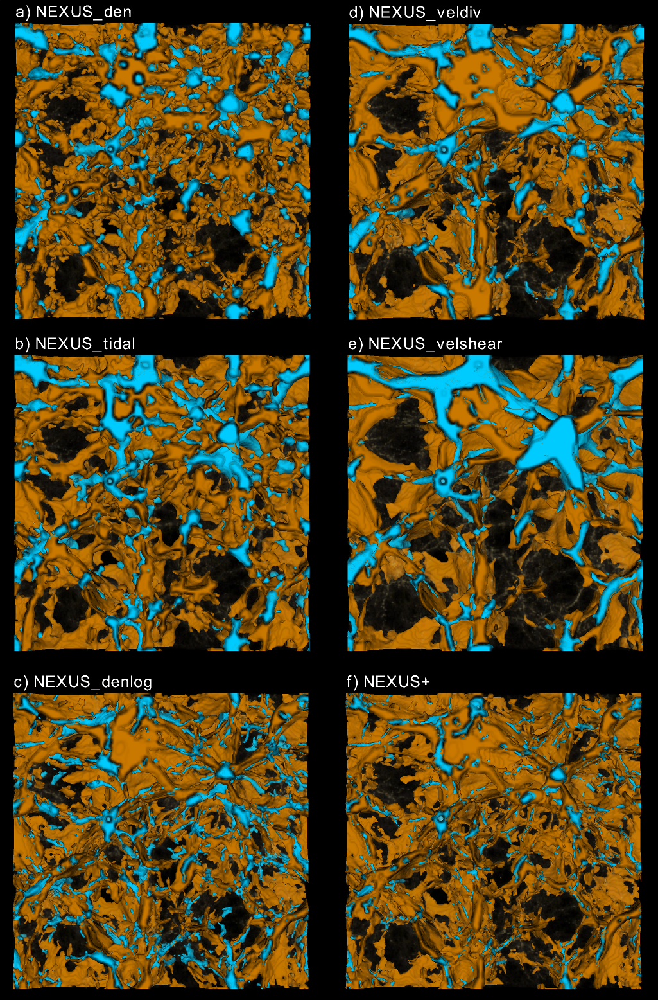 a) NEXUS_den
d) NEXUS_veldiv
b) NEXUS_tidal
e) NEXUS_velshear
c) NEXUS_denlog
f) NEXUS+